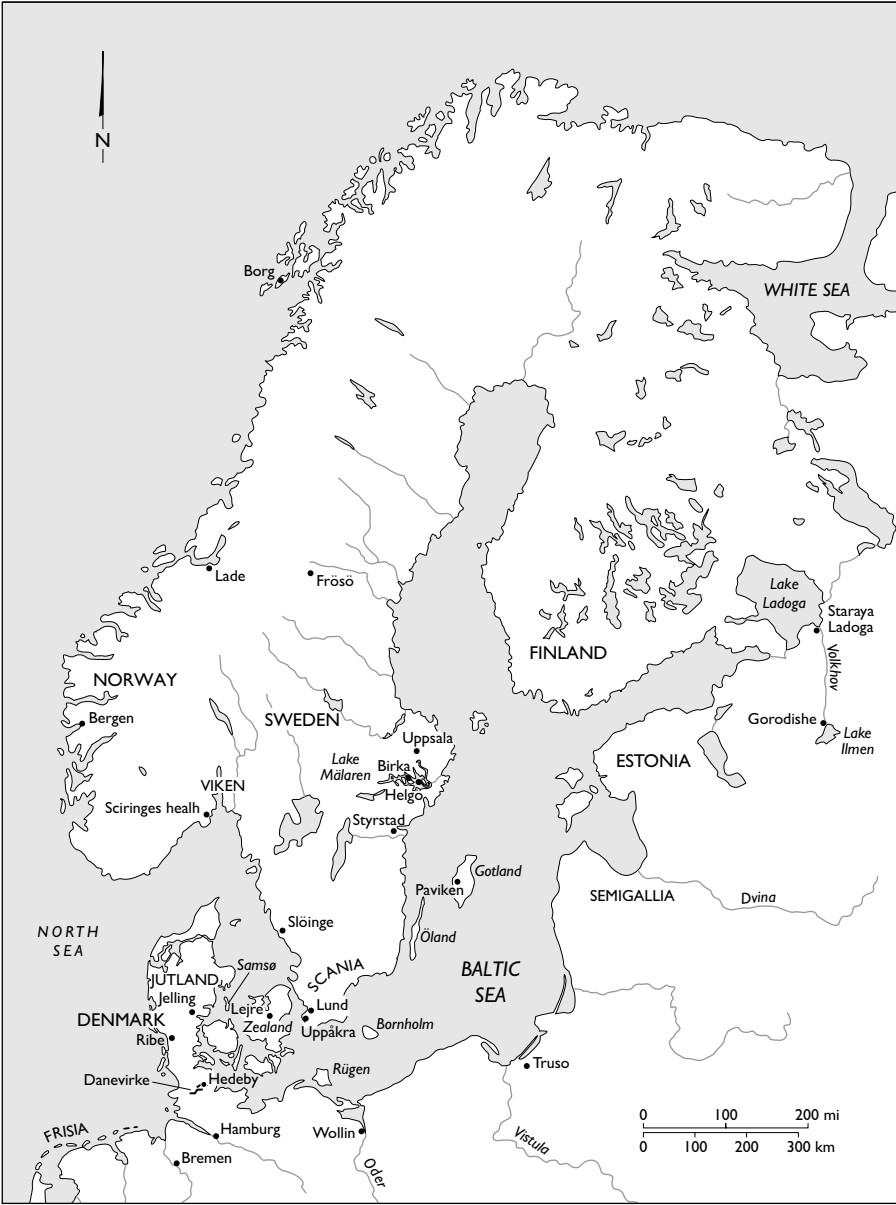 N
Borg
WHITE SEA
Lade
Frösö
Lake
Ladoga
Staraya
Ladoga
FINLAND
Volkhov
NORWAY
Bergen
SWEDEN
Gorodishe
Lake
Ilmen
Uppsala
ESTONIA
Lake
Mälaren
Birka
Helgö
VIKEN
Sciringes healh
Styrstad
Gotland
Paviken
SEMIGALLIA
Dvina
NORTH
SEA
Slöinge
Öland
SCANIA
BALTIC
SEA
Samsø
JUTLAND
Jelling
DENMARK
Lejre
Zealand
Lund
Uppåkra
Bornholm
Ribe
Rügen
Truso
Danevirke
Hedeby
FRISIA
Hamburg
Wollin
Bremen
Oder
Vistula
0 100 200 mi
0 100 200 300 km